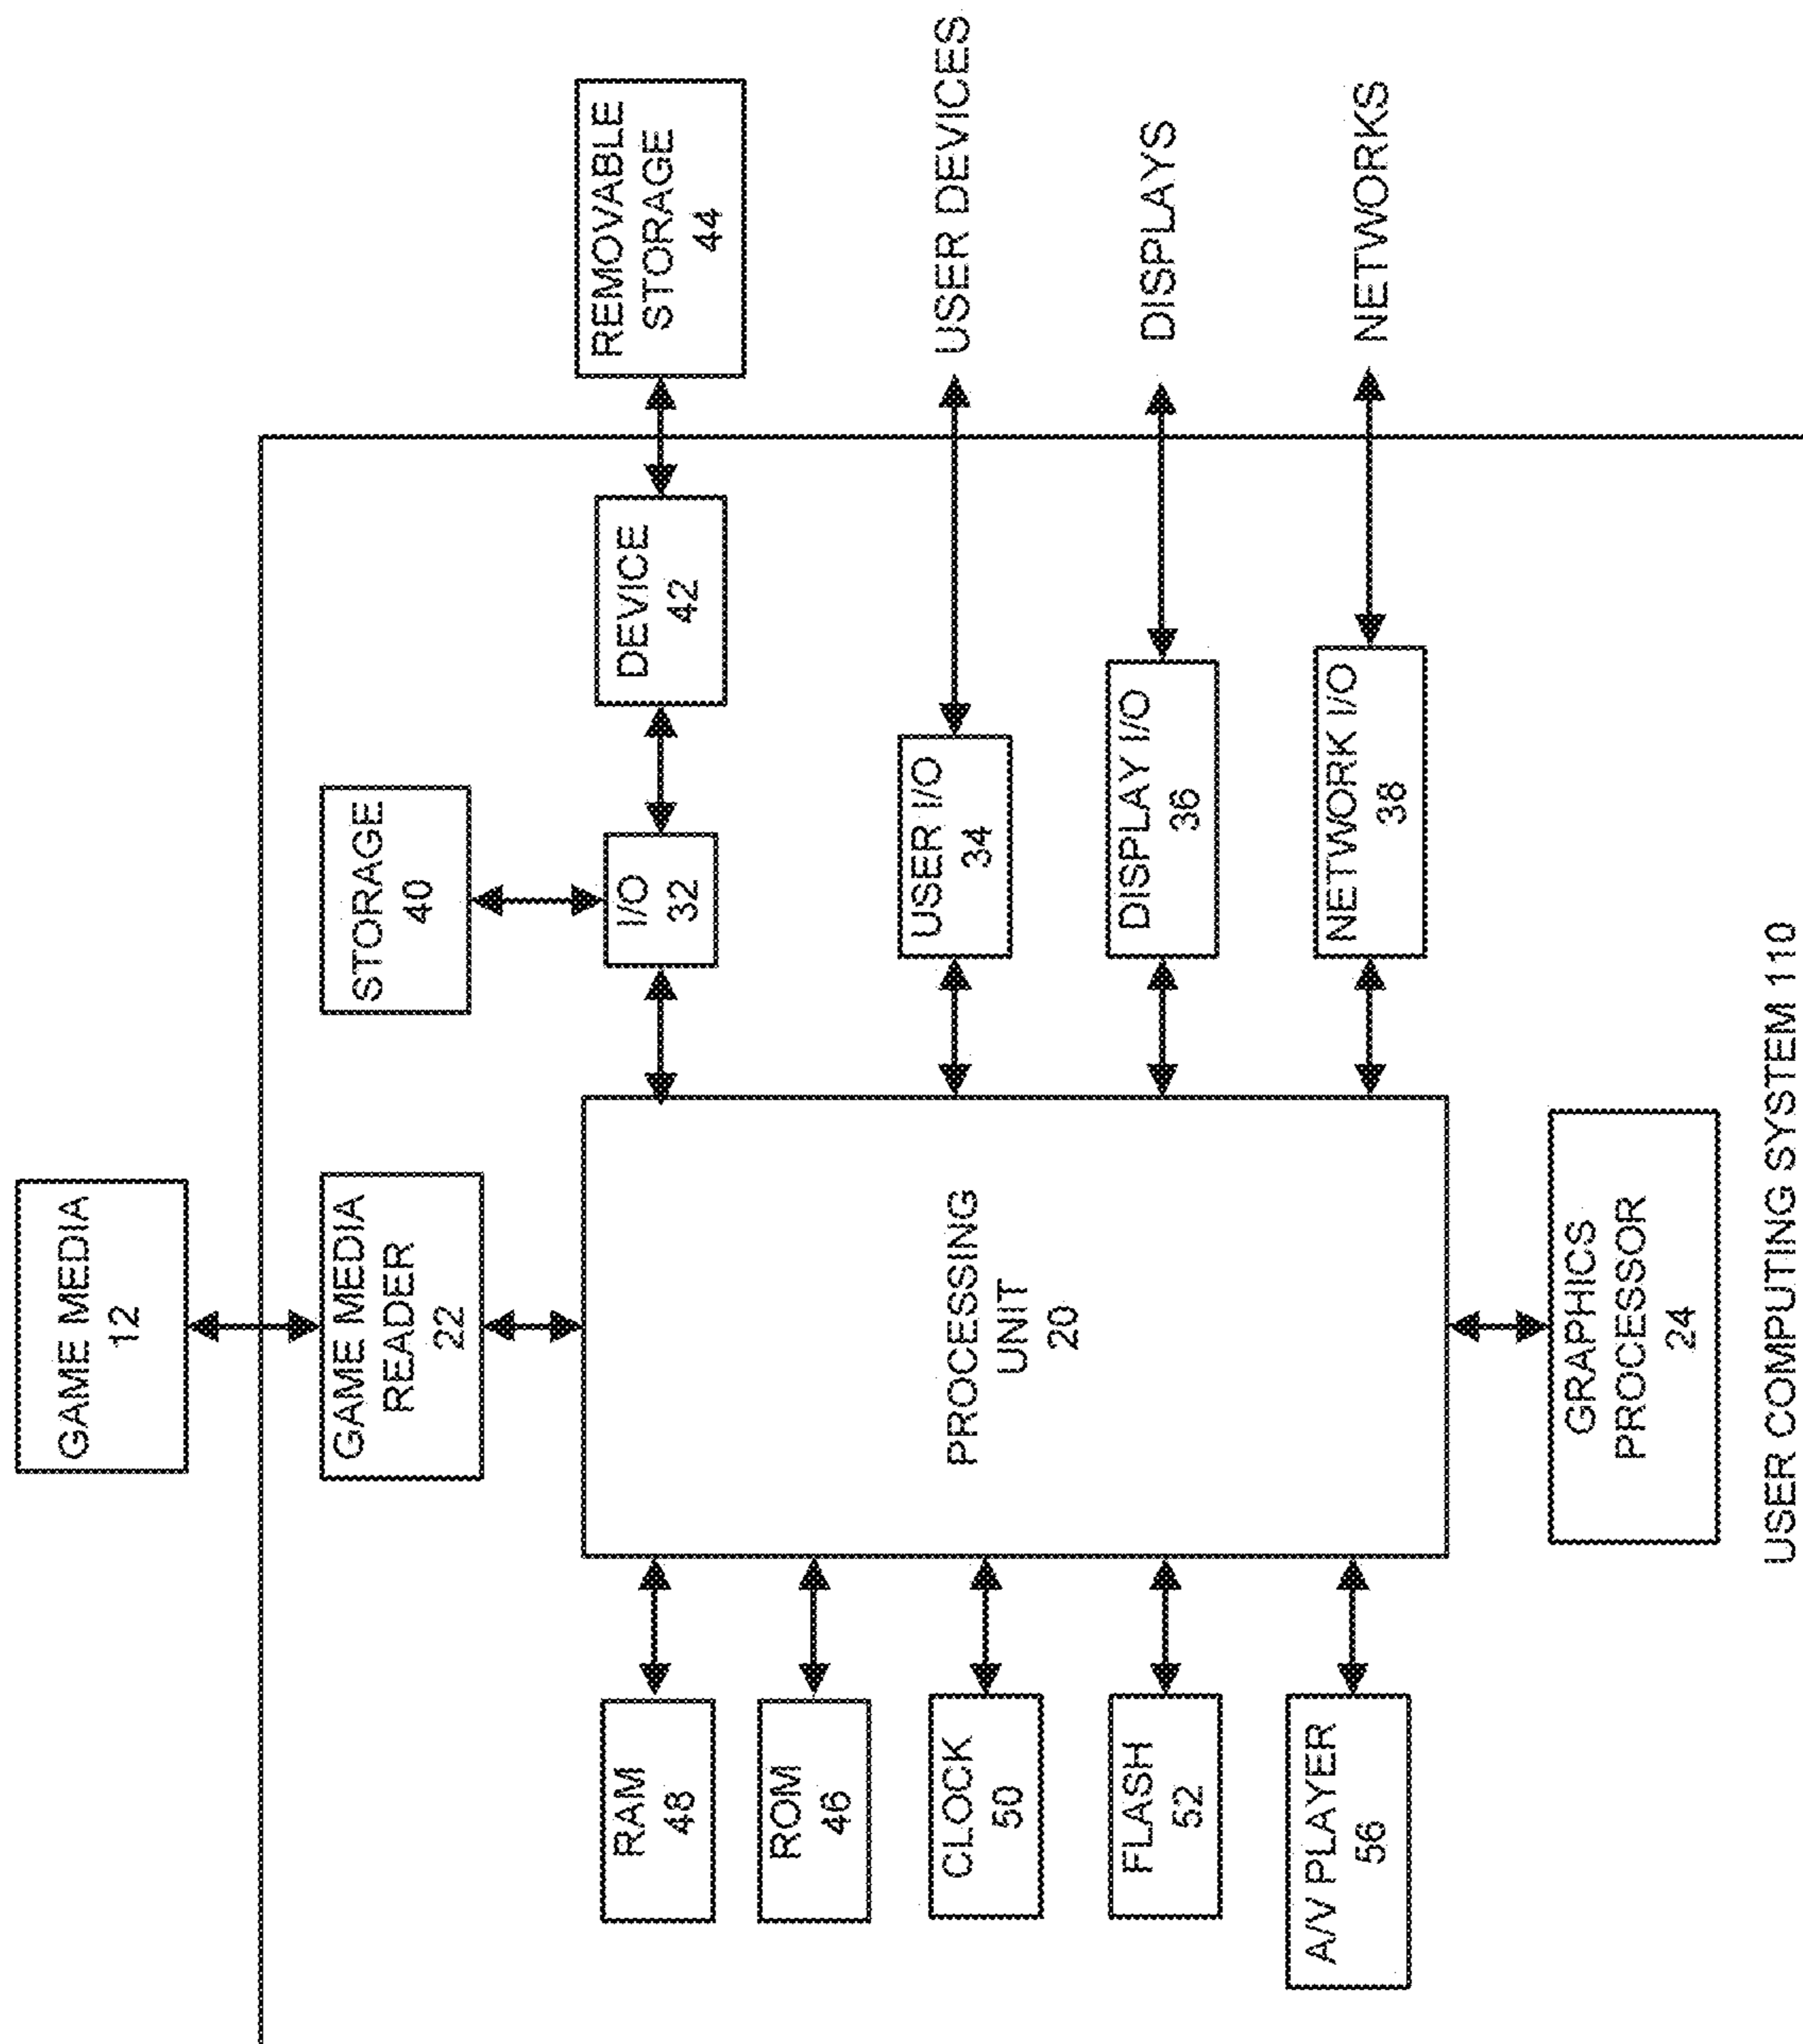 GAME MEDIA
12
GAME MEDIA
READER
22
STORAGE
40
RAM
48
ROM
46
CLOCK
50
FLASH
52
A/V PLAYER
56
PROCESSING
UNIT
20
I/O
32
DEVICE
42
REMOVABLE
STORAGE
44
USER I/O
34
USER DEVICES
DISPLAY I/O
36
DISPLAYS
NETWORK I/O
38
NETWORKS
GRAPHICS
PROCESSOR
24
USER COMPUTING SYSTEM 110